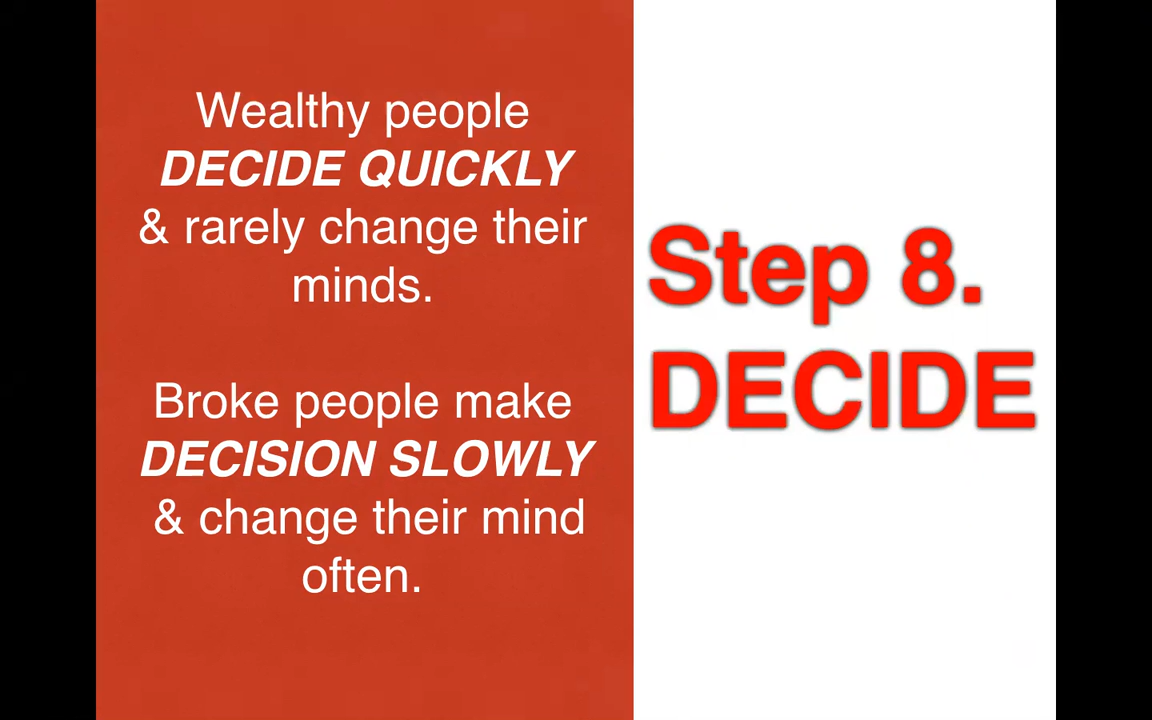 Wealthy people
DECIDE QUICKLY
& rarely change their
minds.
Broke people make
DECISION SLOWLY
& change their mind
often.
Step 8.
DECIDE